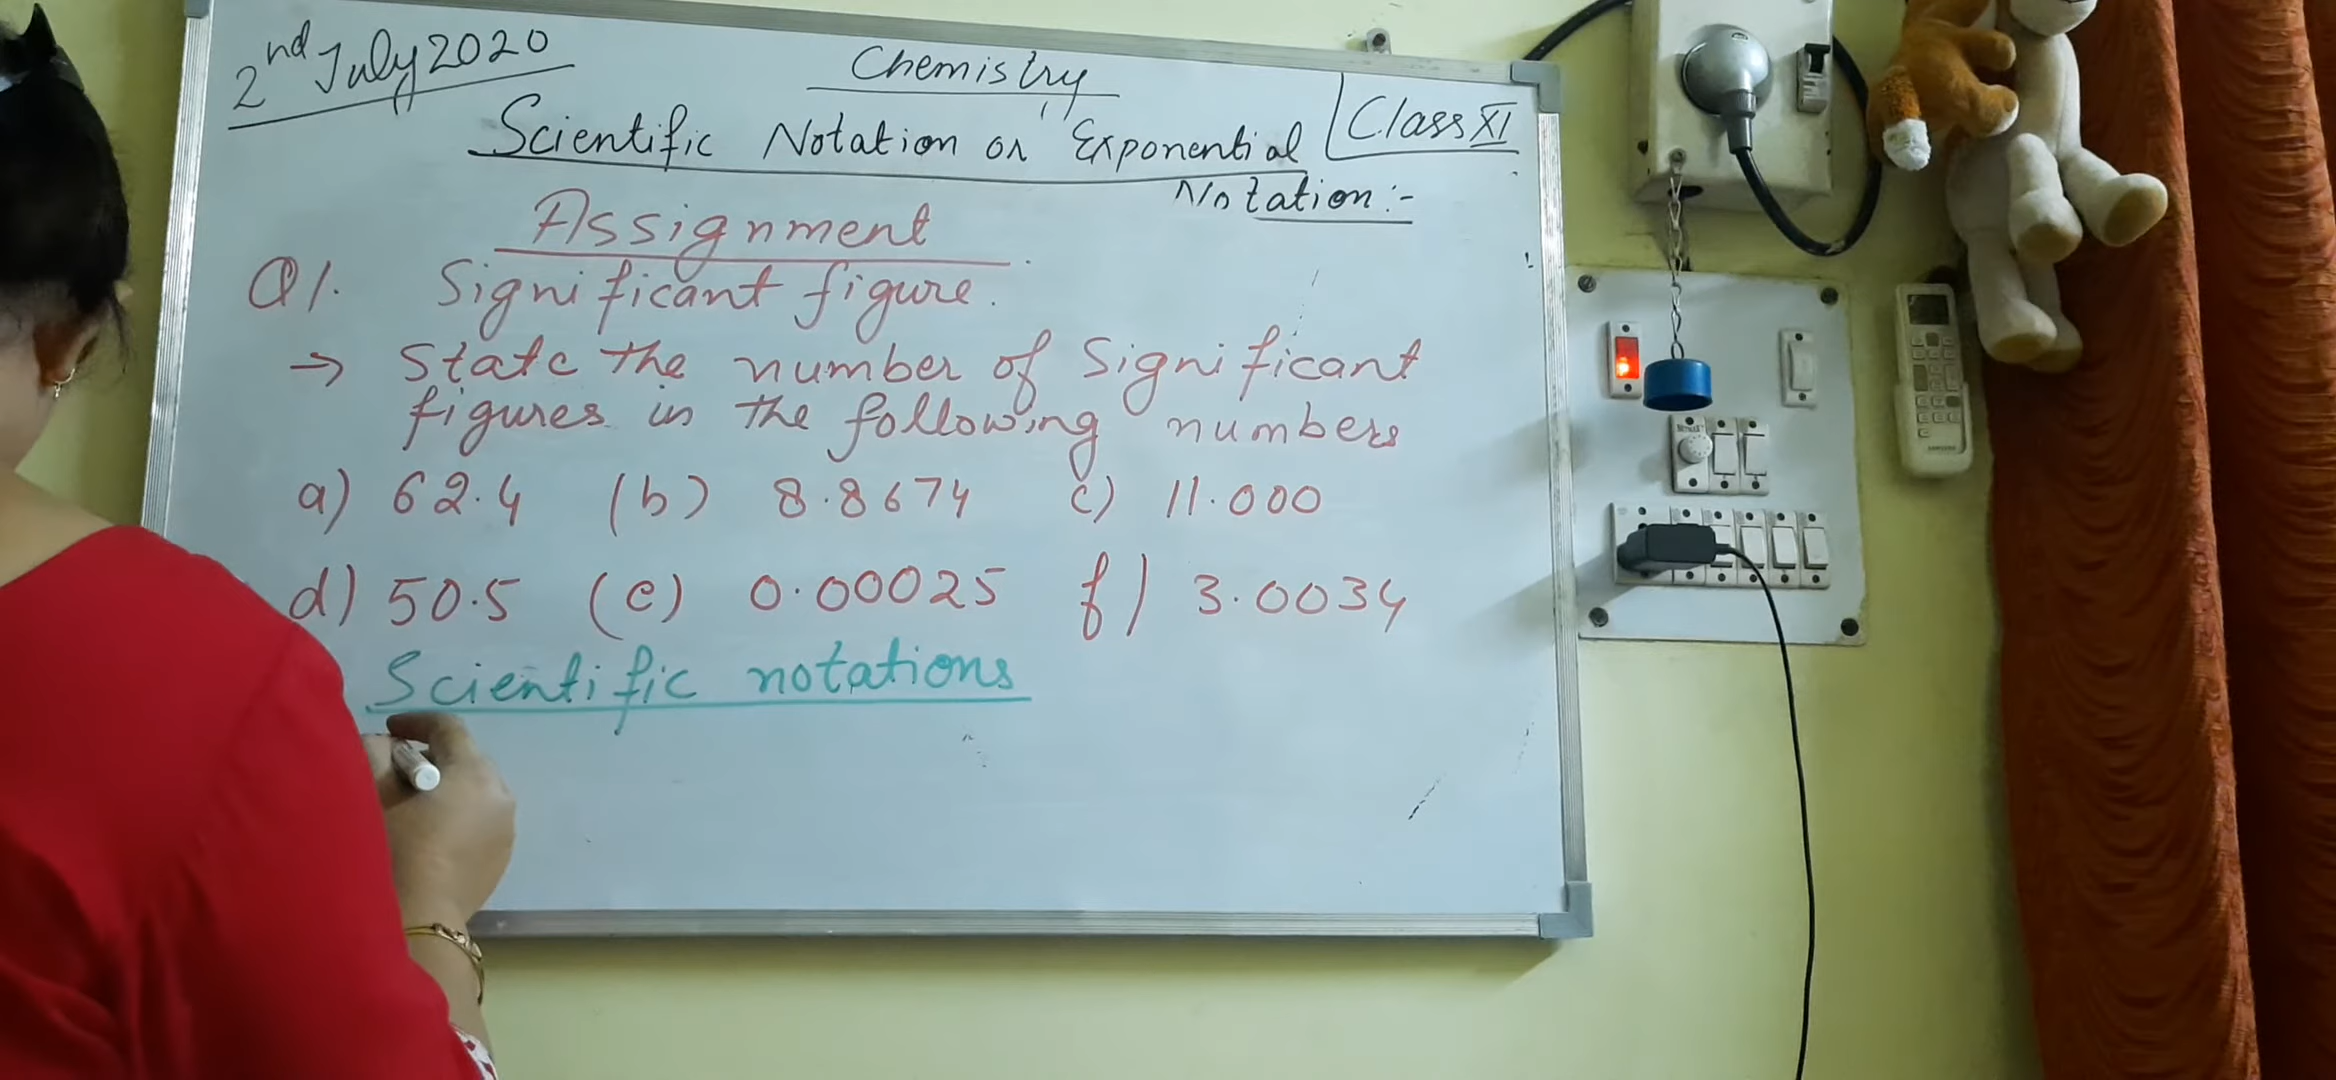 2nd July 2020
Chemistry
Class XI
Scientific Notation or Exponential
Notation :-
Assignment
Q1. Significant figure.
→ State the number of Significant
figures in the following numbers
a) 62.4 (b) 8.8674 c) 11.000
d) 50.5 (e) 0.00025 f) 3.0034
Scientific notations